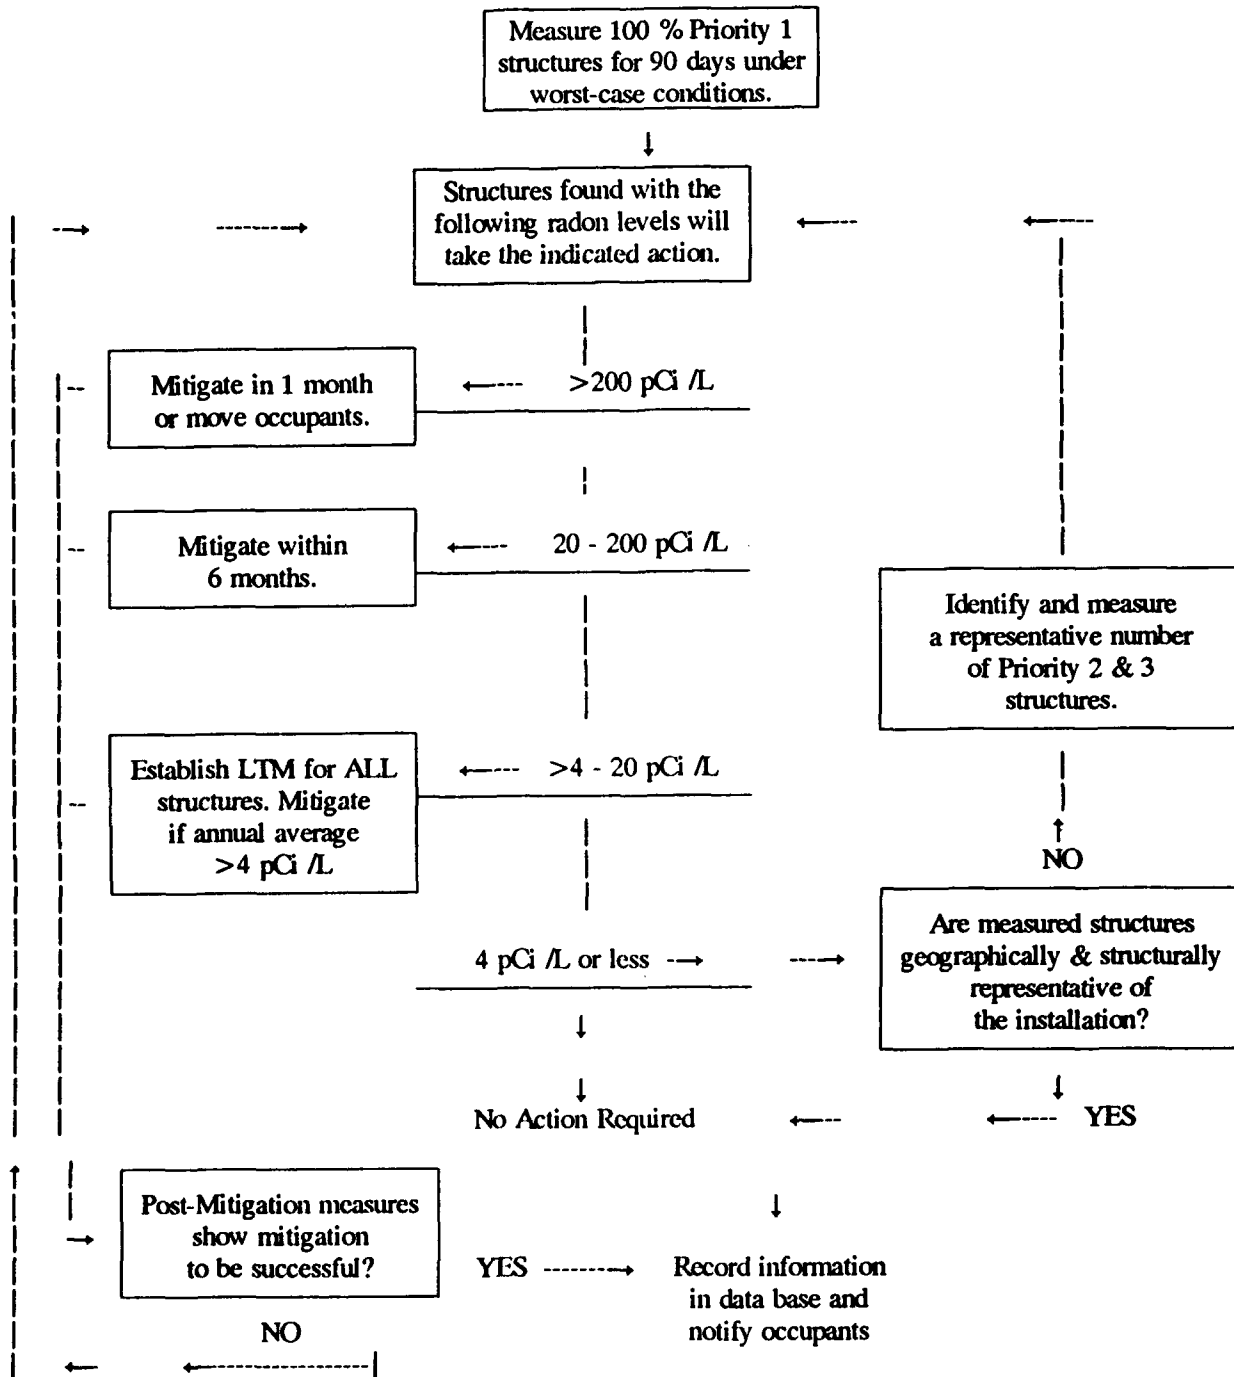 Measure 100 % Priority 1
structures for 90 days under
worst-case conditions.
Structures found with the
following radon levels will
take the indicated action.
Mitigate in 1 month
or move occupants.
>200 pCi /L
Mitigate within
6 months.
20 - 200 pCi /L
Identify and measure
a representative number
of Priority 2 & 3
structures.
Establish LTM for ALL
structures. Mitigate
if annual average
>4 pCi /L
>4 - 20 pCi /L
NO
4 pCi /L or less
Are measured structures
geographically & structurally
representative of
the installation?
No Action Required
YES
Post-Mitigation measures
show mitigation
to be successful?
YES
Record information
in data base and
notify occupants
NO